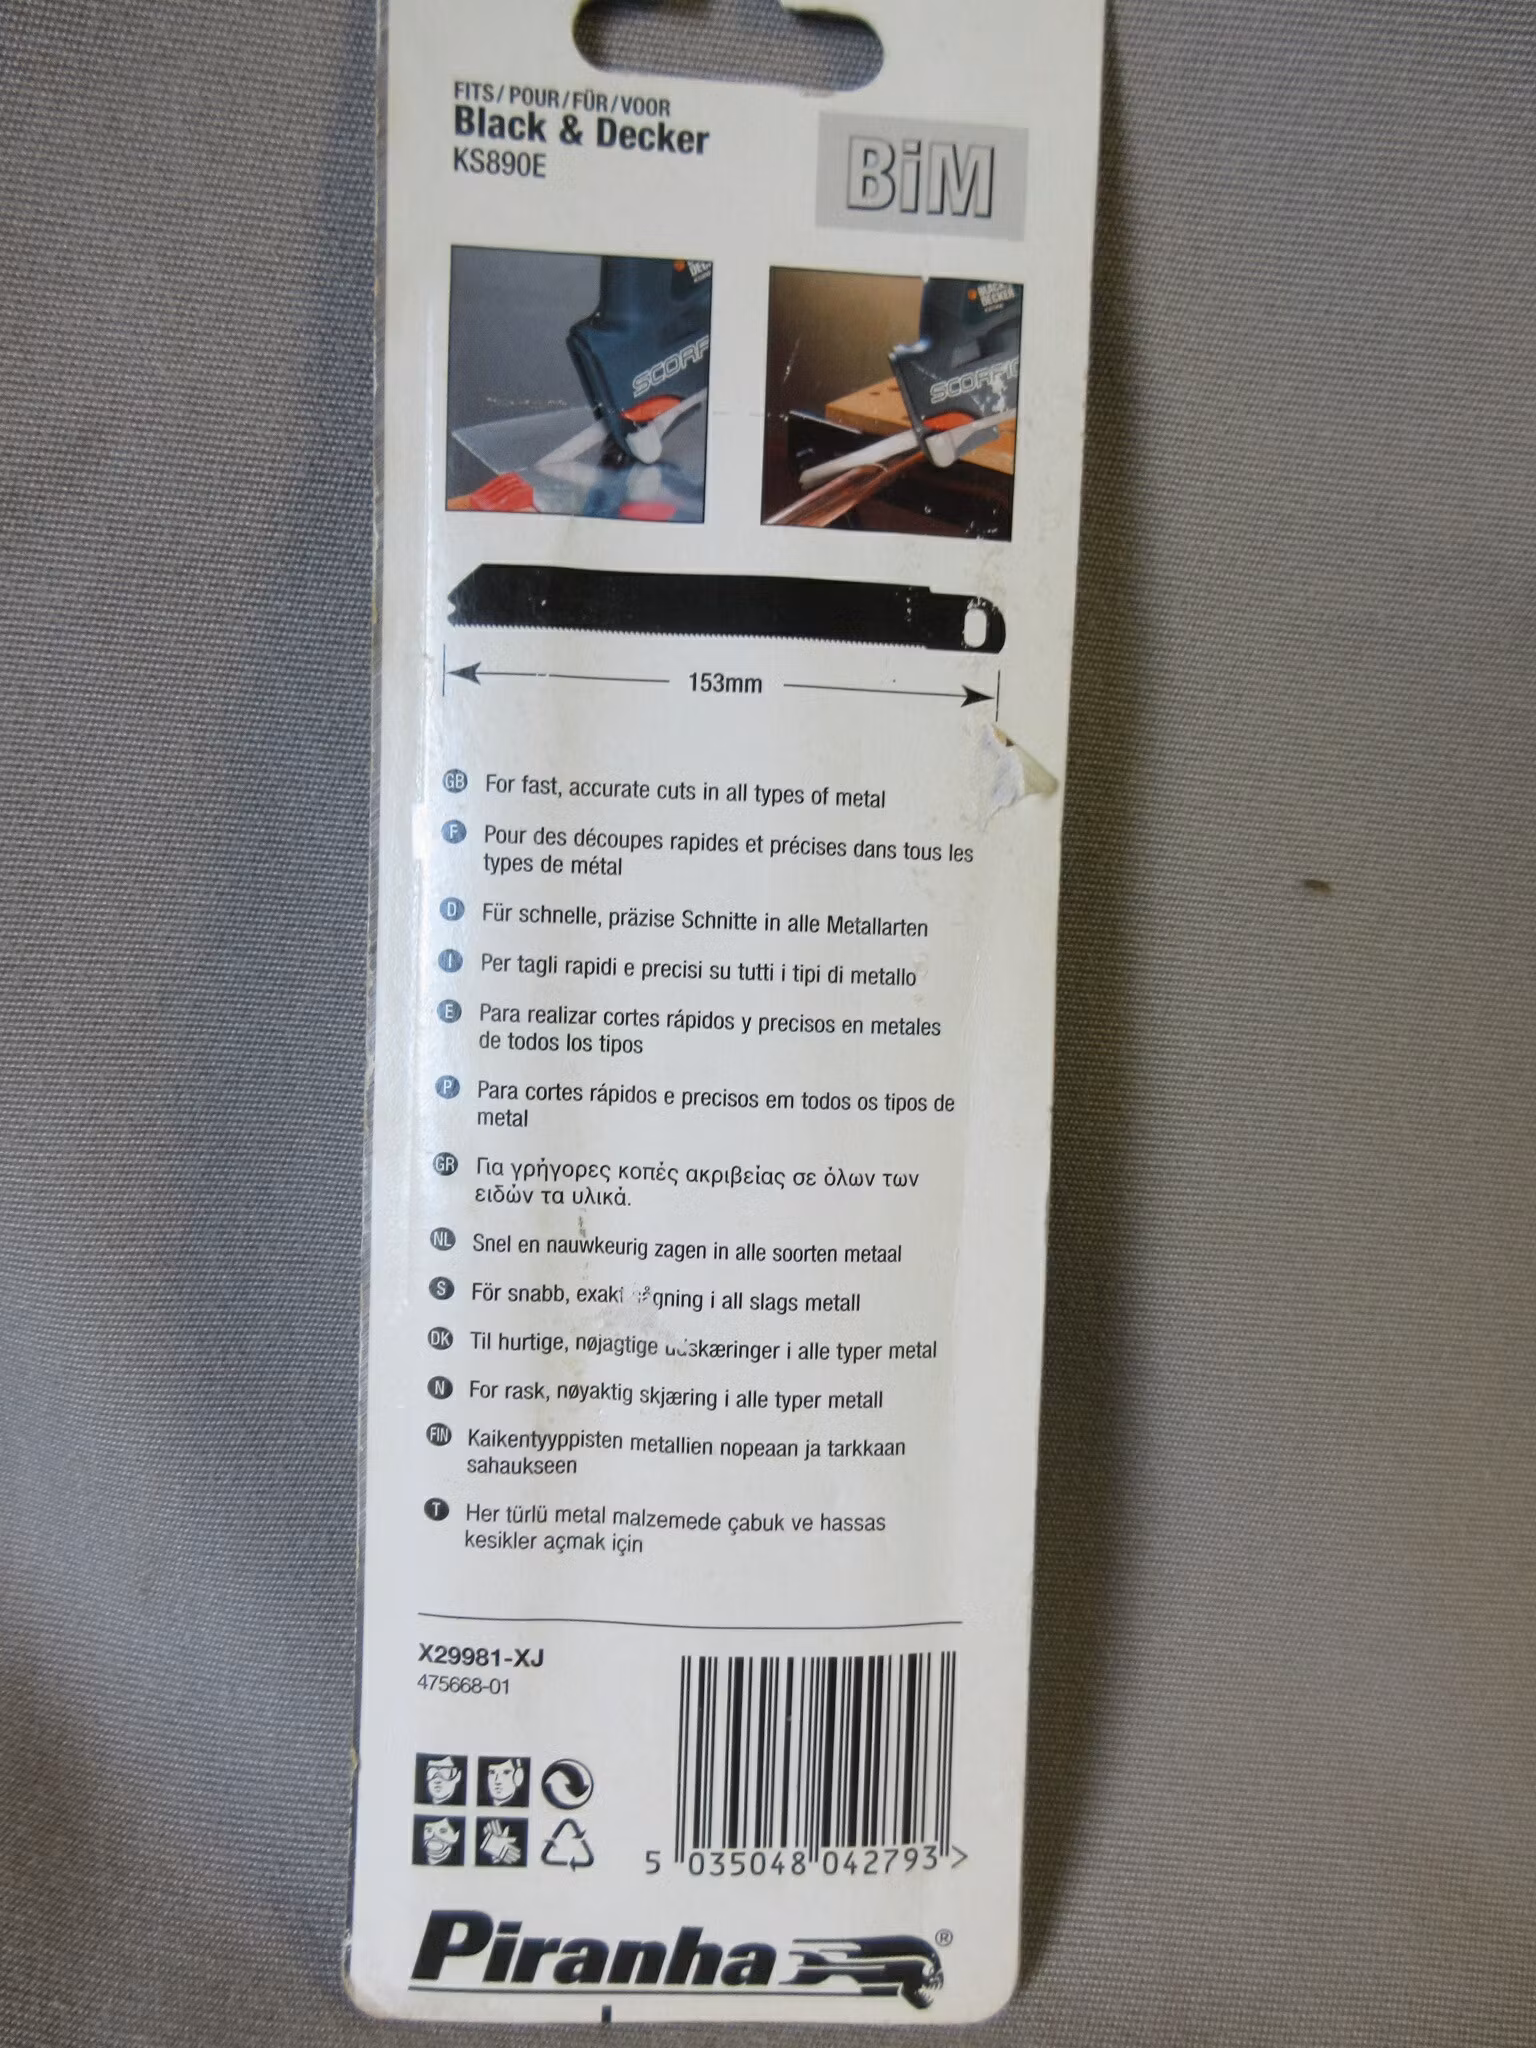 FITS/POUR/FÜR/VOOR
Black & Decker
KS890E
BiM
SCORP
BLACK &
DECKER
SCORPIO
153mm
GB For fast, accurate cuts in all types of metal
F Pour des découpes rapides et précises dans tous les
types de métal
D Für schnelle, präzise Schnitte in alle Metallarten
I Per tagli rapidi e precisi su tutti i tipi di metallo
E Para realizar cortes rápidos y precisos en metales
de todos los tipos
P Para cortes rápidos e precisos em todos os tipos de
metal
GR Για γρήγορες κοπές ακριβείας σε όλων των
ειδών τα υλικά.
NL Snel en nauwkeurig zagen in alle soorten metaal
S För snabb, exakt i all slags metall
DK Til hurtige, nøjagtige i alle typer metal
N For rask, nøyaktig skjæring i alle typer metall
FIN Kaikentyyppisten metallien nopeaan ja tarkkaan
sahaukseen
T Her türlü metal malzemede çabuk ve hassas
kesikler açmak için
X29981-XJ
475668-01
5 035048 042793 >
Piranha ®